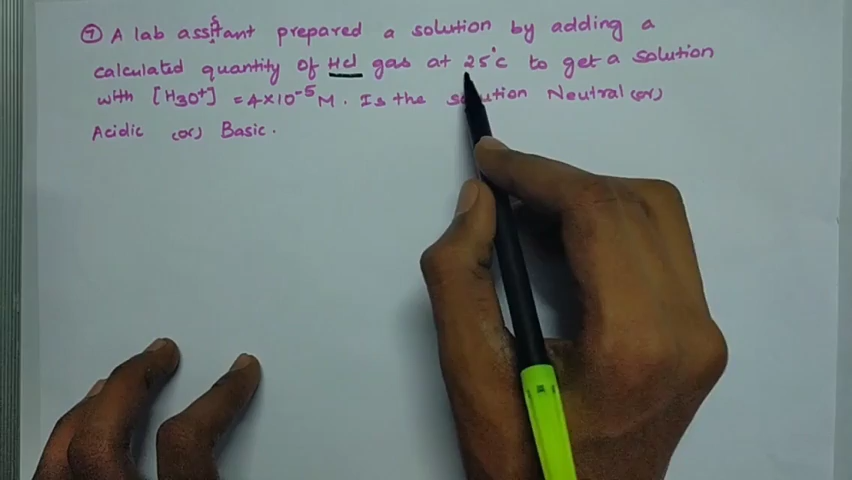 ⑦ A lab assistant prepared a solution by adding a
calculated quantity of HCl gas at 25°C to get a solution
with [H3O+] = 4×10-5 M. Is the solution Neutral (or)
Acidic (or) Basic.